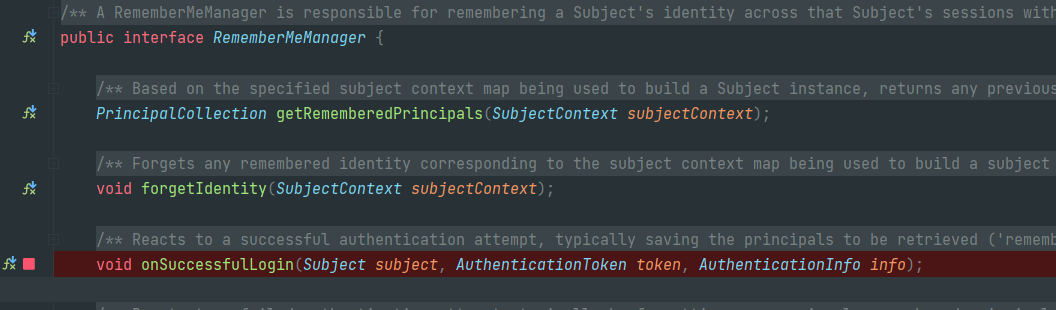 /** A RememberMeManager is responsible for remembering a Subject's identity across that Subject's sessions with
public interface RememberMeManager {
/** Based on the specified subject context map being used to build a Subject instance, returns any previous
PrincipalCollection getRememberedPrincipals(SubjectContext subjectContext);
/** Forgets any remembered identity corresponding to the subject context map being used to build a subject
void forgetIdentity(SubjectContext subjectContext);
/** Reacts to a successful authentication attempt, typically saving the principals to be retrieved ('rememb
void onSuccessfulLogin(Subject subject, AuthenticationToken token, AuthenticationInfo info);